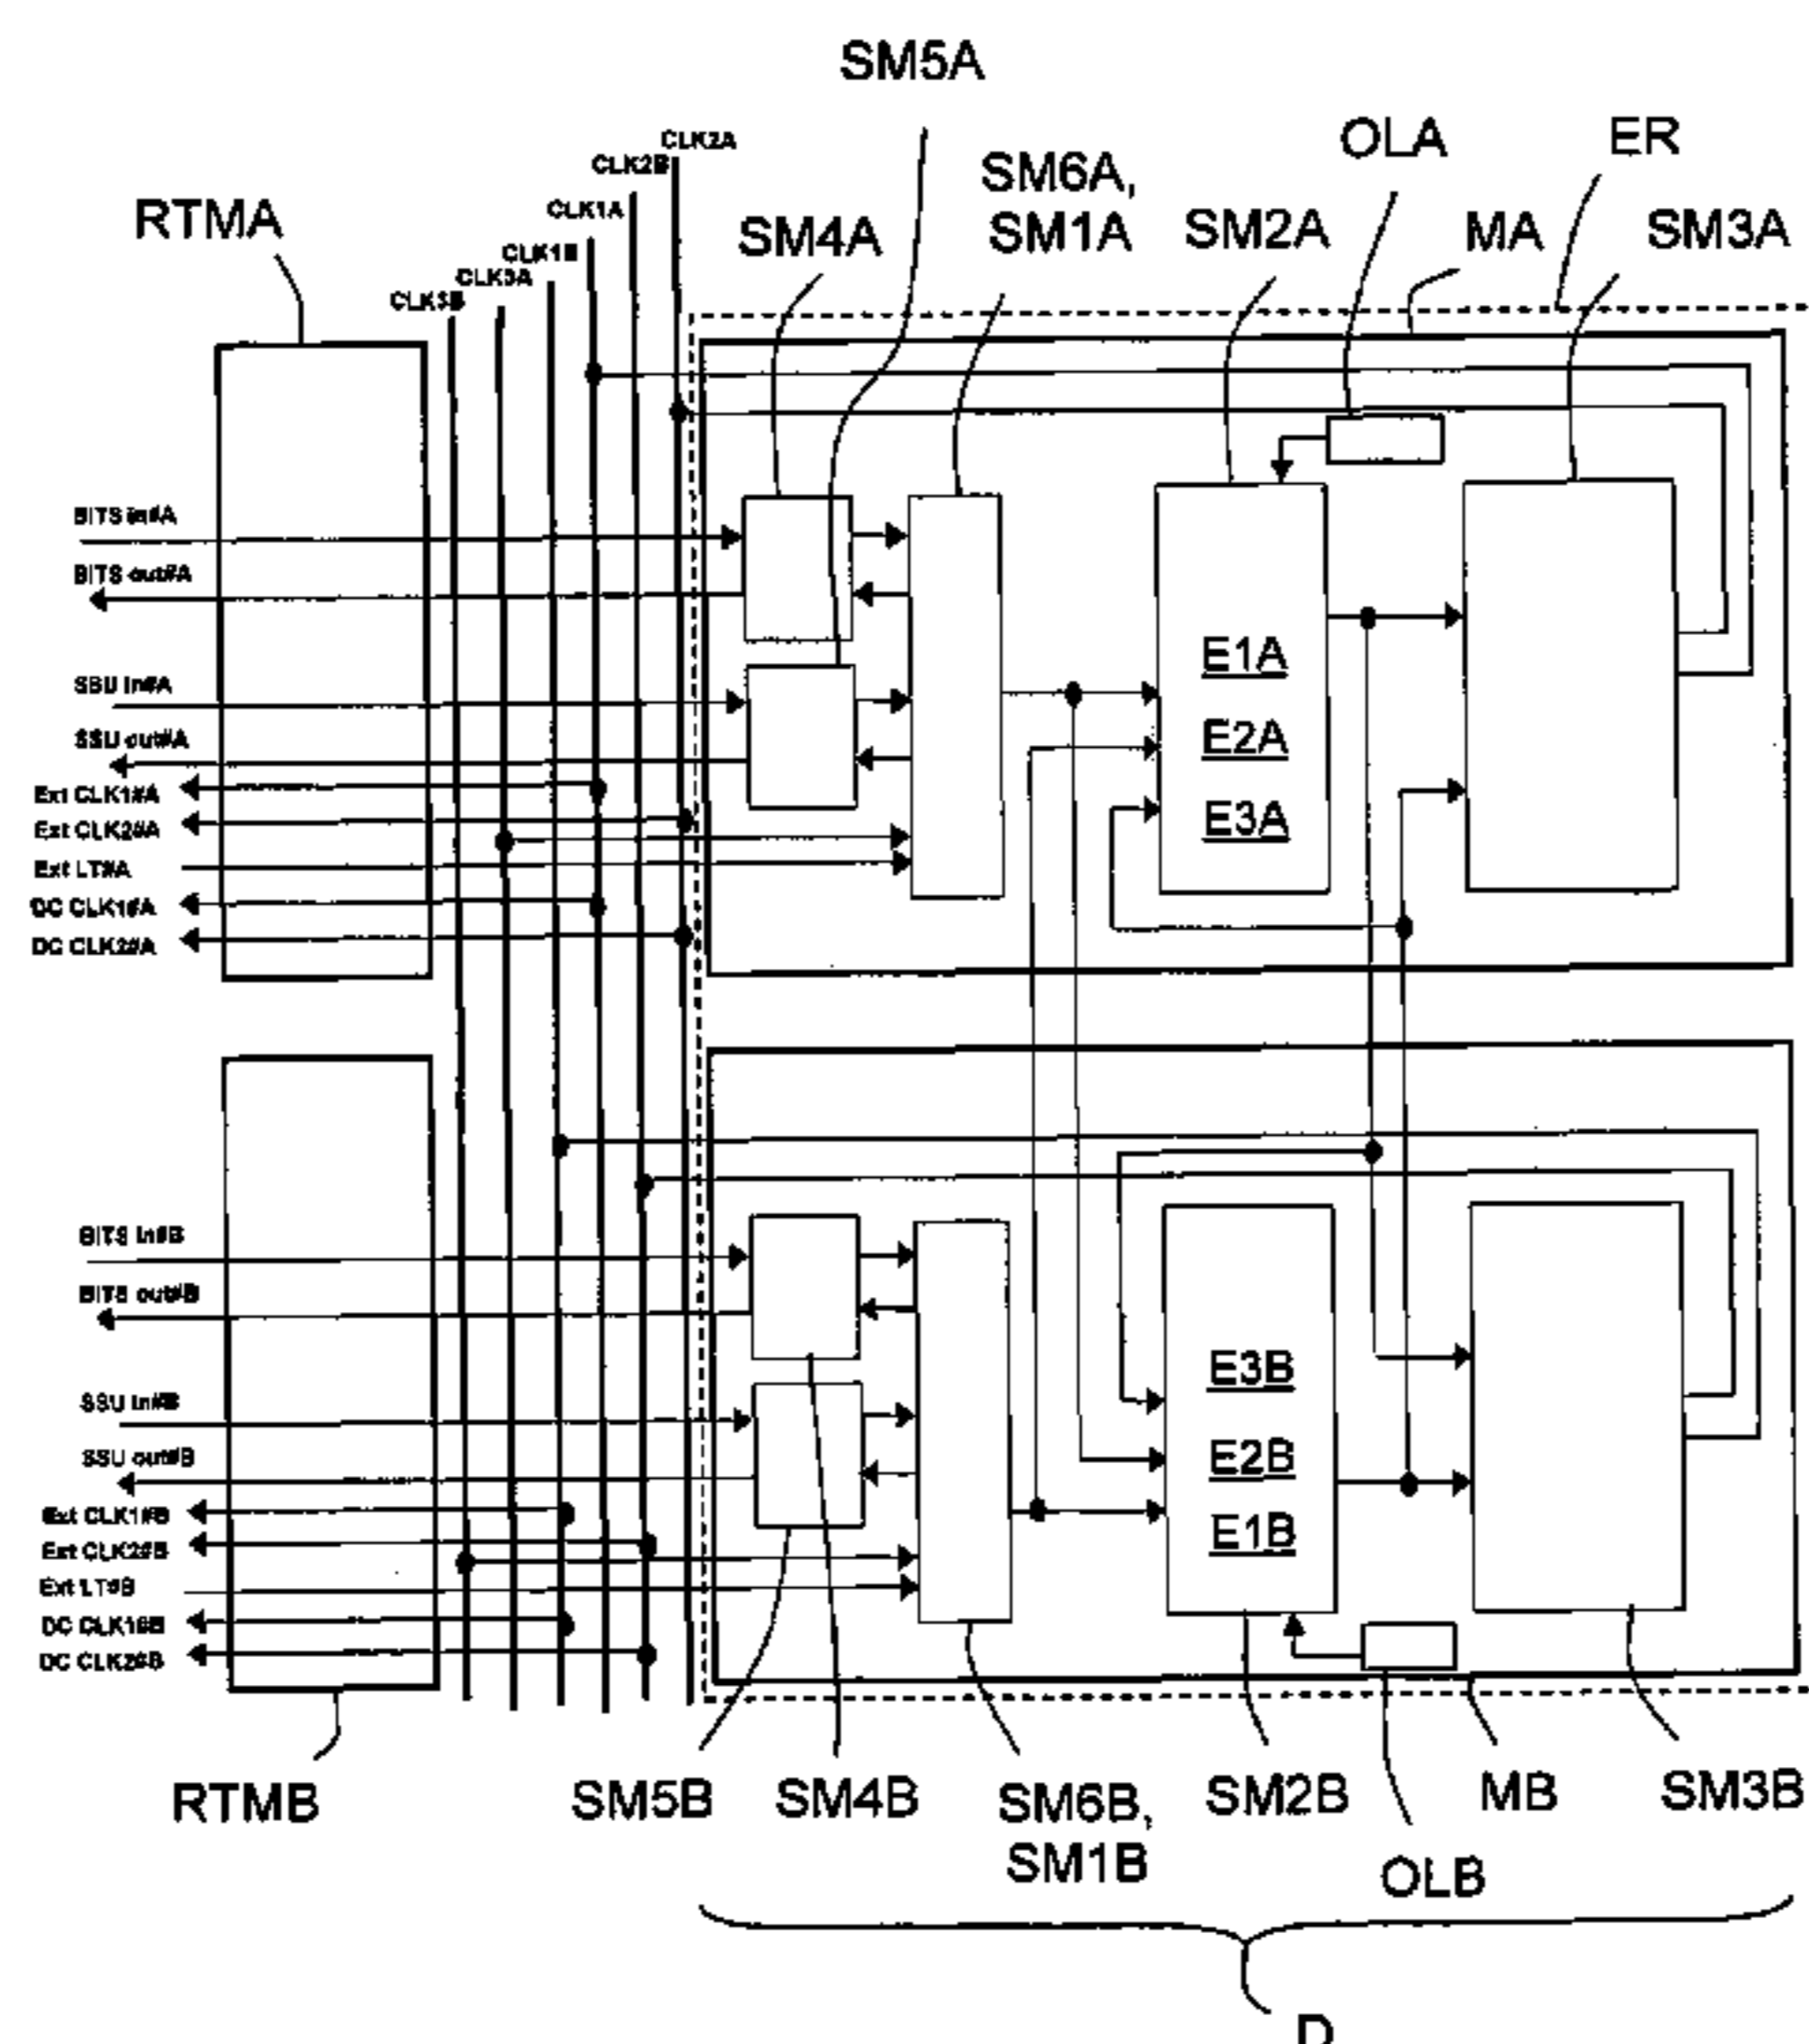 SM5A
OLA
ER
CLK2A
CLK2B
SM6A,
SM1A
RTMA
CLK1A
SM4A
SM2A
MA
SM3A
CLK1B
CLK3A
CLK3B
BITS in#A
BITS out#A
E1A
SSU in#A
SSU out#A
E2A
Ext CLK1#A
Ext CLK2#A
E3A
Ext LT#A
DC CLK1#A
DC CLK2#A
BITS in#B
BITS out#B
E3B
SSU in#B
SSU out#B
E2B
Ext CLK1#B
Ext CLK2#B
E1B
Ext LT#B
DC CLK1#B
DC CLK2#B
RTMB
SM5B
SM4B
SM6B,
SM1B
SM2B
MB
SM3B
OLB
D